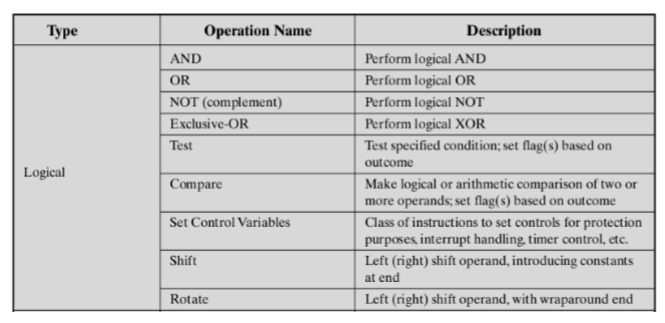 Type Operation Name Description
AND Perform logical AND
OR Perform logical OR
NOT (complement) Perform logical NOT
Exclusive-OR Perform logical XOR
Test Test specified condition; set flag(s) based on
outcome
Logical
Compare Make logical or arithmetic comparison of two or
more operands; set flag(s) based on outcome
Set Control Variables Class of instructions to set controls for protection
purposes, interrupt handling, timer control, etc.
Shift Left (right) shift operand, introducing constants
at end
Rotate Left (right) shift operand, with wraparound end